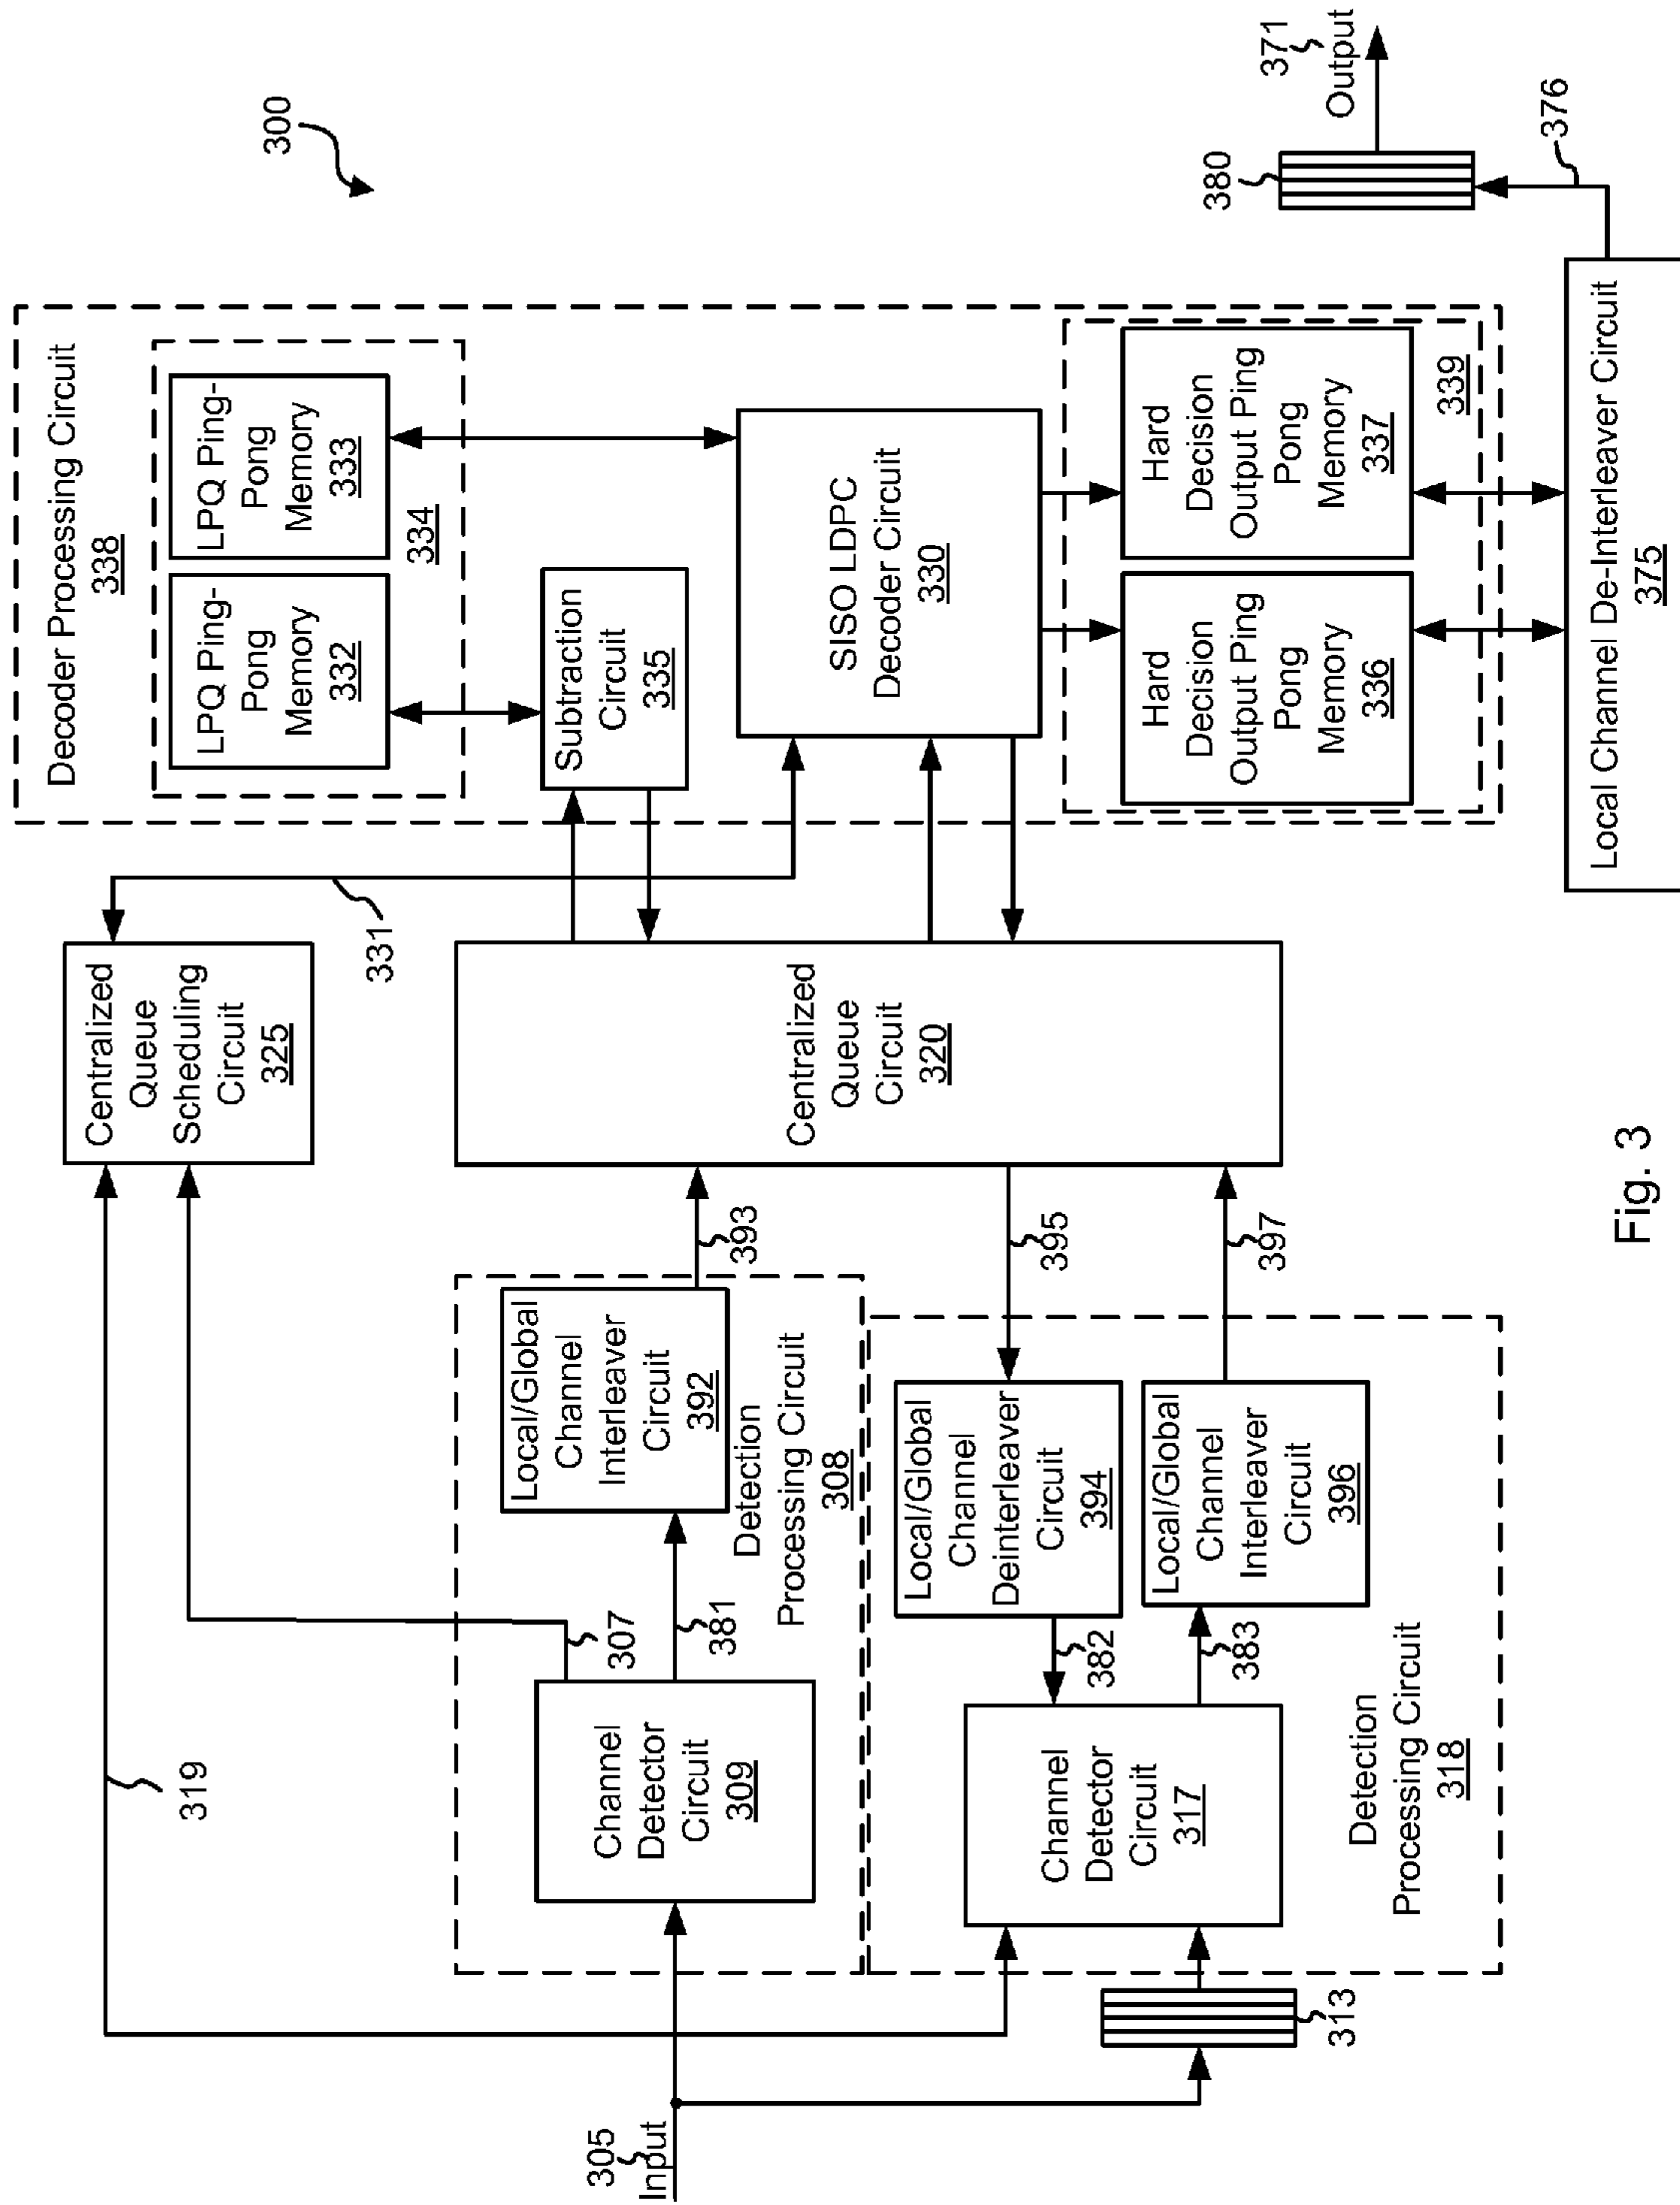 300
Decoder Processing Circuit
338
LPQ Ping-
Pong
Memory
332
LPQ Ping-
Pong
Memory
333
334
Subtraction
Circuit
335
SISO LDPC
Decoder Circuit
330
Hard
Decision
Output Ping
Pong
Memory
336
Hard
Decision
Output Ping
Pong
Memory
337
339
Centralized
Queue
Scheduling
Circuit
325
331
319
Centralized
Queue
Circuit
320
305
Input
Channel
Detector
Circuit
309
307
381
Local/Global
Channel
Interleaver
Circuit
392
393
Detection
Processing Circuit
308
313
Channel
Detector
Circuit
317
382
383
Local/Global
Channel
Deinterleaver
Circuit
394
395
Local/Global
Channel
Interleaver
Circuit
396
397
Detection
Processing Circuit
318
Local Channel De-Interleaver Circuit
375
376
380
371
Output
Fig. 3